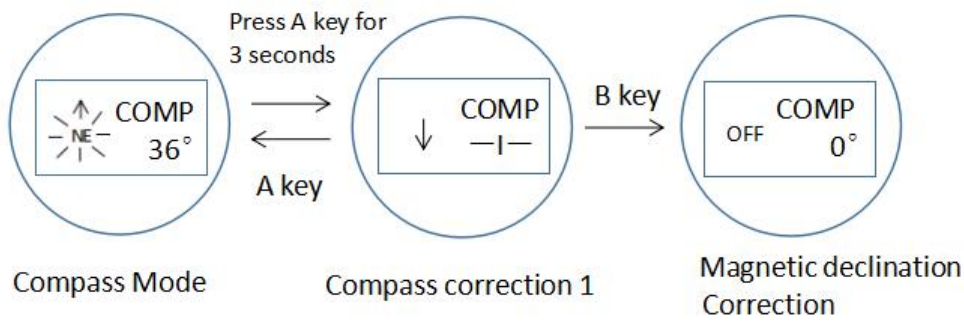 Press A key for
3 seconds
COMP
NE
36°
A key
COMP
—I—
B key
COMP
OFF
0°
Compass Mode
Compass correction 1
Magnetic declination
Correction